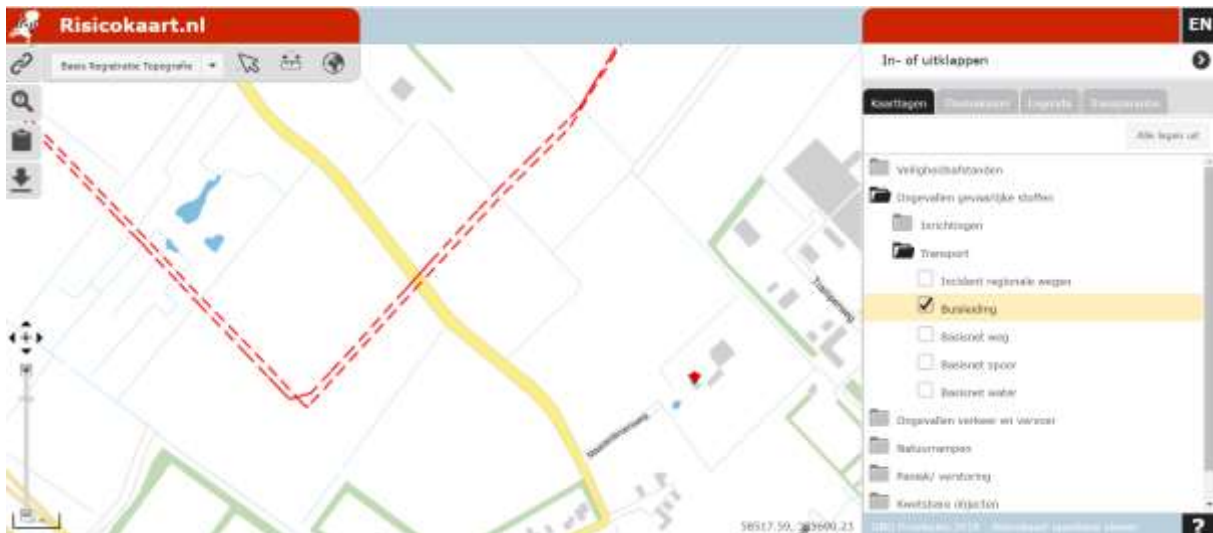 Risicokaart.nl
EN
Basis Registratie Topografie
In- of uitklappen
Kaartlagen
Legenda
Transparantie
Alle lagen uit
Veiligheidsafstanden
Ongevallen gevaarlijke stoffen
Inrichtingen
Transport
Incident regionale wegen
Buisleiding
Basisnet weg
Basisnet spoor
Basisnet water
Ongevallen verkeer en vervoer
Natuurrampen
Paniek/ verstoring
Kwetsbare objecten
?